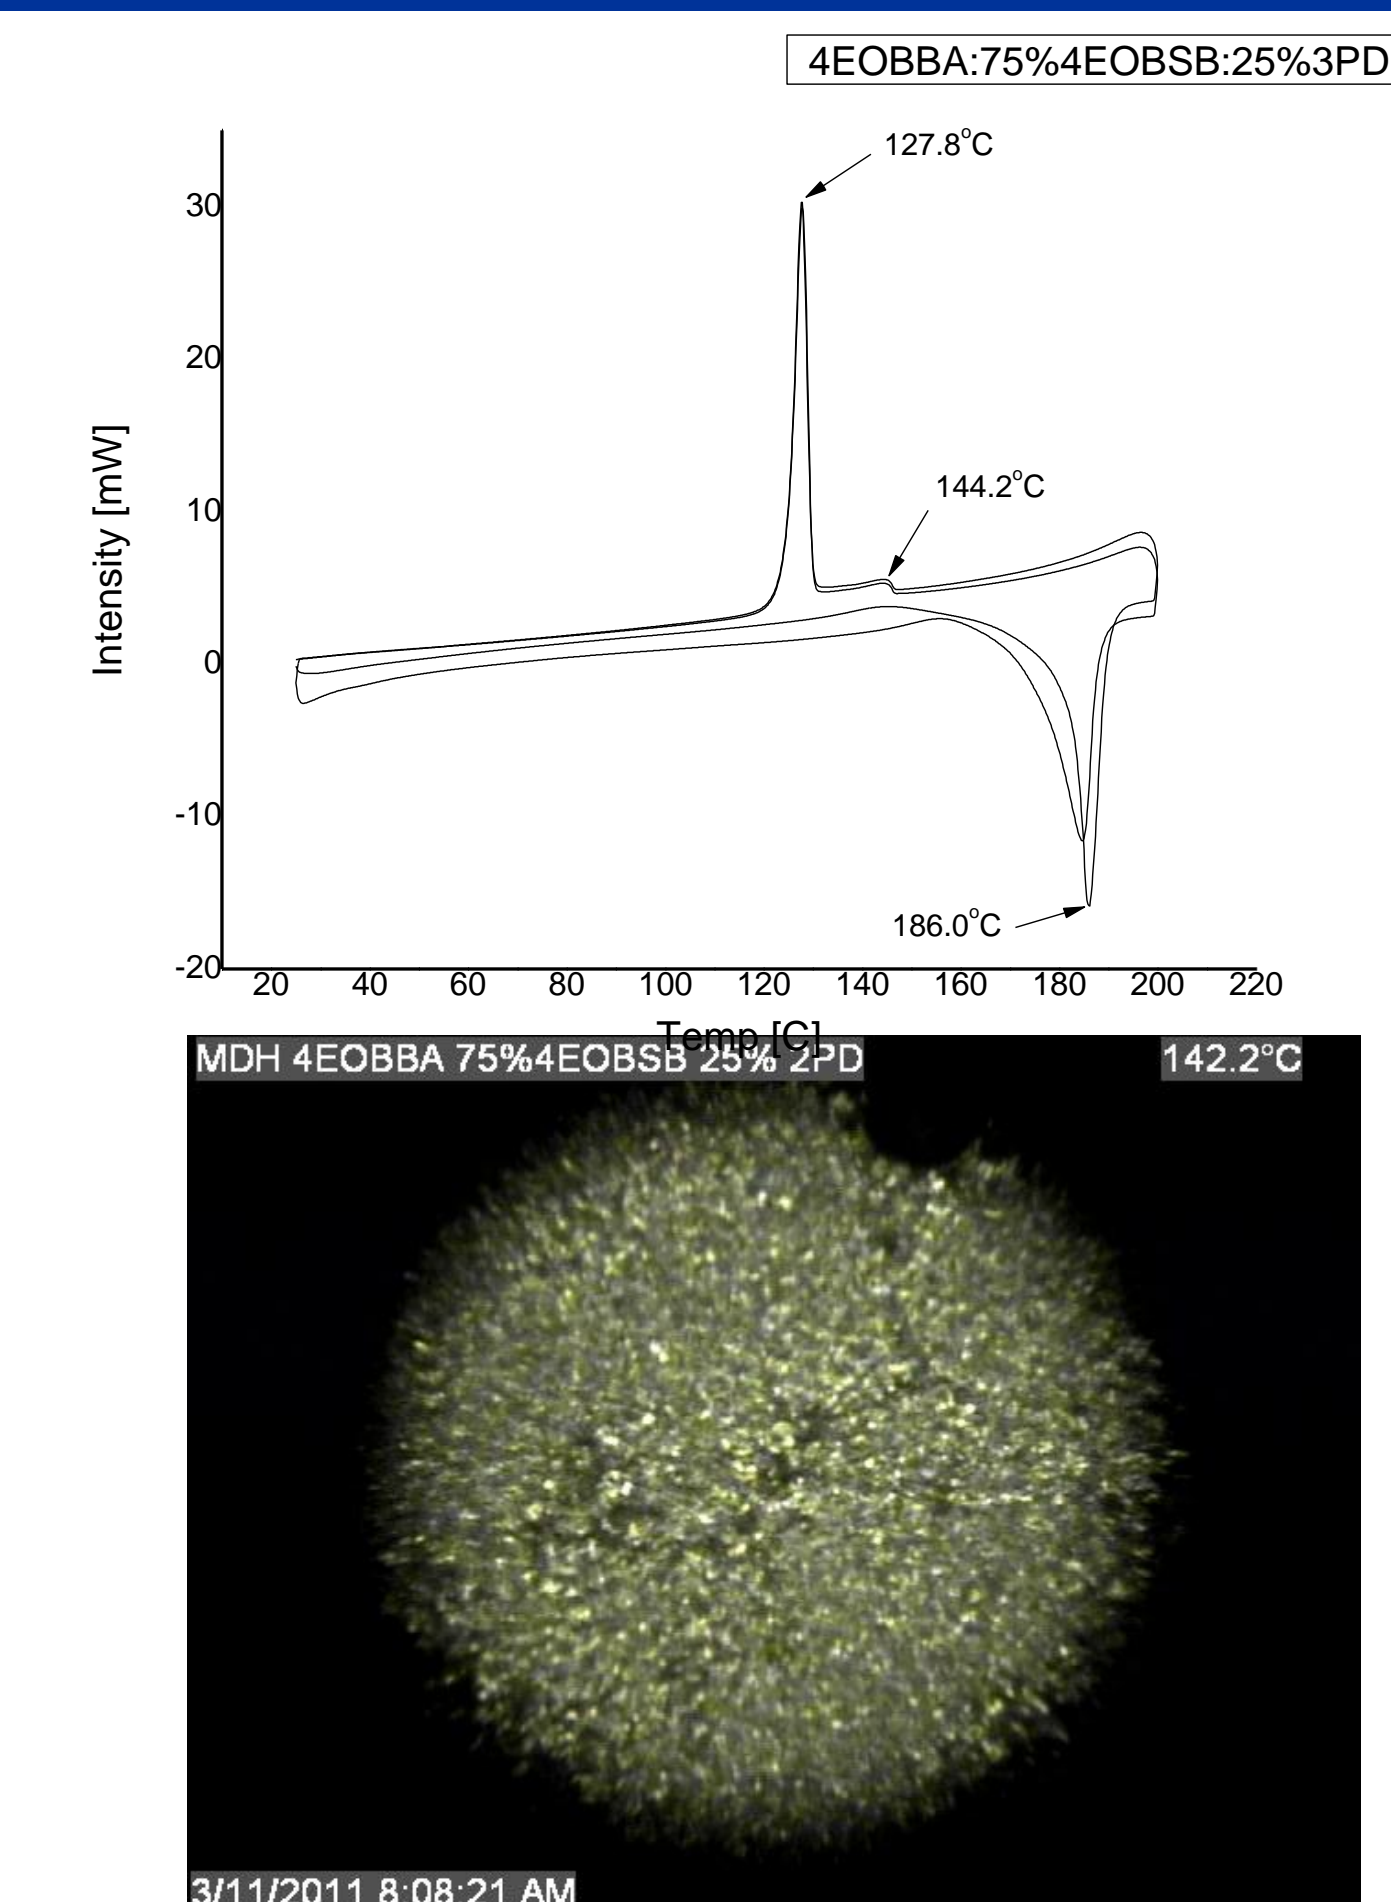 4EOBBA:75%4EOBSB:25%3PD
127.8°C
30
20
144.2°C
10
Intensity [mW]
0
-10
186.0°C
-20
20 40 60 80 100 120 140 160 180 200 220
Temp [C]
MDH 4EOBBA 75%4EOBSB 25% 2PD 142.2°C
3/11/2011 8:08:21 AM